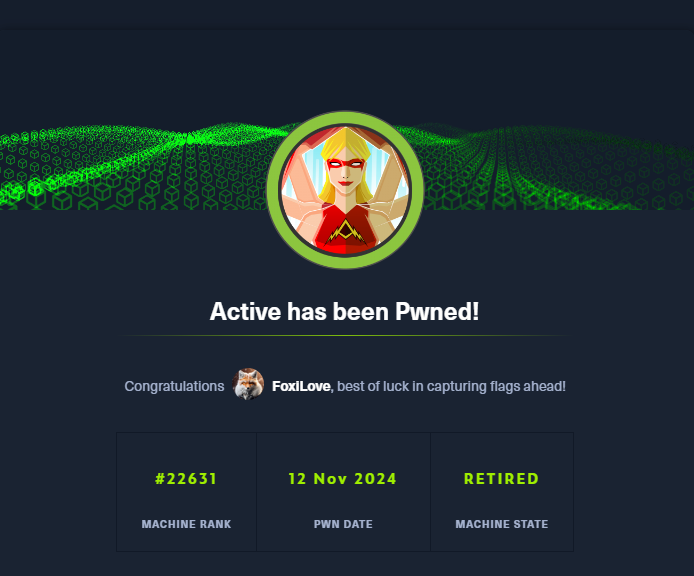 Active has been Pwned!
Congratulations FoxiLove, best of luck in capturing flags ahead!
#22631 12 Nov 2024 RETIRED
MACHINE RANK PWN DATE MACHINE STATE